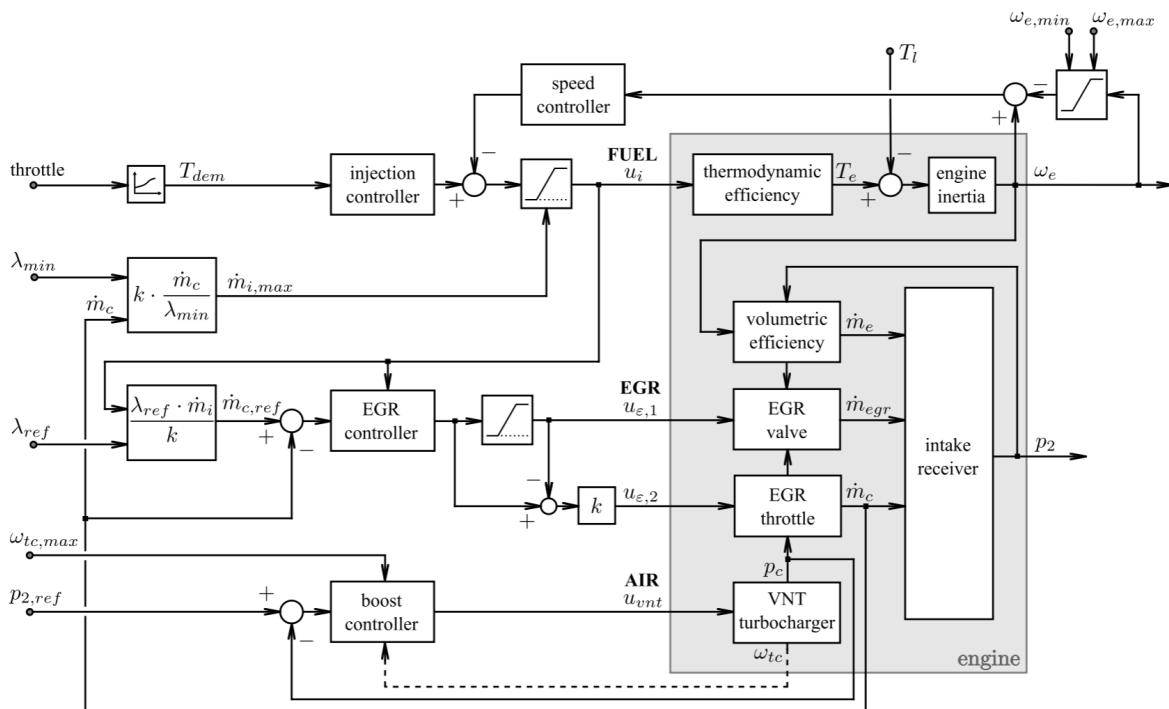 ω_{e,min} ω_{e,max}
T_l
speed
controller
−
+
−
FUEL
throttle
T_{dem}
injection
controller
+
u_i
thermodynamic
efficiency
T_e
+
−
engine
inertia
ω_e
λ_{min}
ṁ_c
k · ṁ_c / λ_{min}
ṁ_{i,max}
volumetric
efficiency
ṁ_e
λ_{ref} · ṁ_i / k
ṁ_{c,ref}
+
−
EGR
controller
EGR
u_{ε,1}
EGR
valve
ṁ_{egr}
λ_{ref}
intake
receiver
p_2
−
+
k
u_{ε,2}
EGR
throttle
ṁ_c
ω_{tc,max}
p_c
p_{2,ref}
+
−
boost
controller
AIR
u_{vnt}
VNT
turbocharger
ω_{tc}
engine